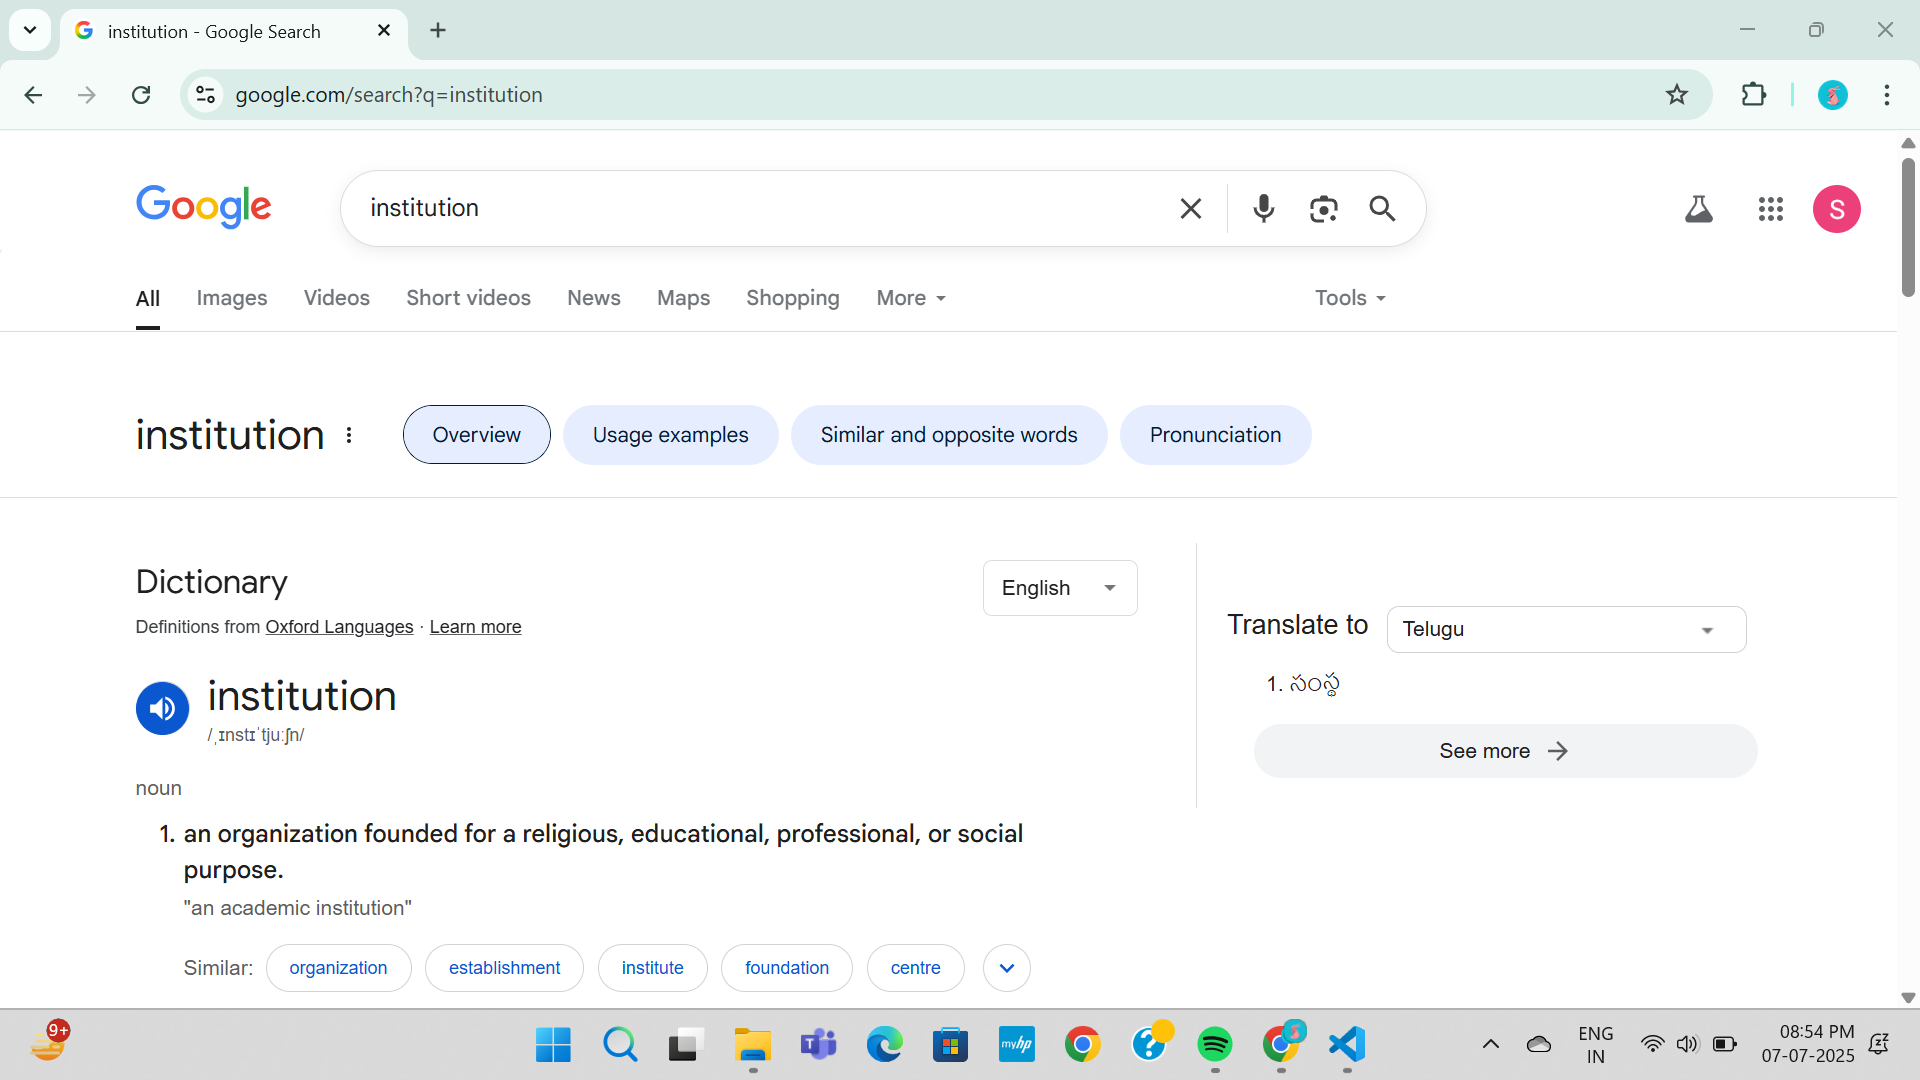 institution - Google Search
google.com/search?q=institution
Google
institution
S
All Images Videos Short videos News Maps Shopping More Tools
institution Overview Usage examples Similar and opposite words Pronunciation
Dictionary
English
Definitions from Oxford Languages · Learn more
institution
/ˌɪnstɪˈtjuːʃn/
noun
1. an organization founded for a religious, educational, professional, or social
purpose.
"an academic institution"
Similar: organization establishment institute foundation centre
Translate to Telugu
1. సంస్థ
See more
9+
myhp
ENG
IN
08:54 PM
07-07-2025